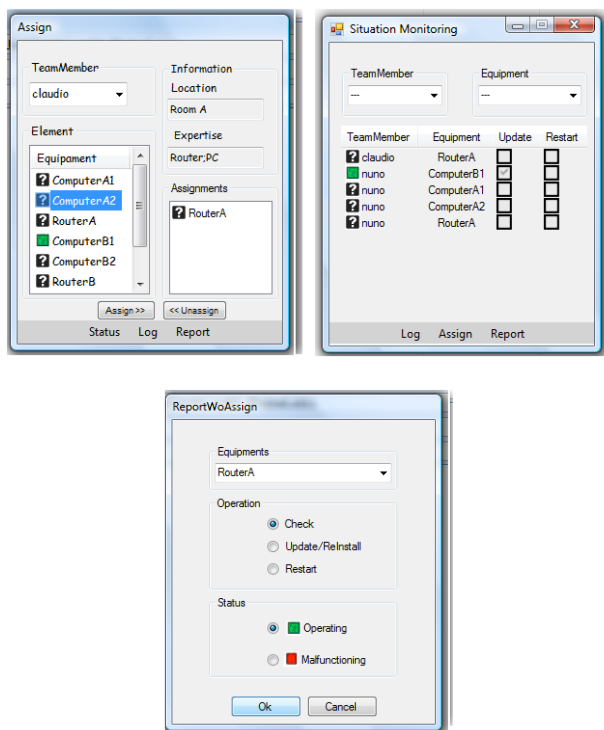 Assign
TeamMember
claudio
Element
Equipament
ComputerA1
ComputerA2
RouterA
ComputerB1
ComputerB2
RouterB
Information
Location
Room A
Expertise
Router;PC
Assignments
RouterA
Assign >>
<< Unassign
Status Log Report
Situation Monitoring
TeamMember
---
Equipment
---
TeamMember Equipment Update Restart
claudio RouterA
nuno ComputerB1
nuno ComputerA1
nuno ComputerA2
nuno RouterA
Log Assign Report
ReportWoAssign
Equipments
RouterA
Operation
Check
Update/ReInstall
Restart
Status
Operating
Malfunctioning
Ok Cancel